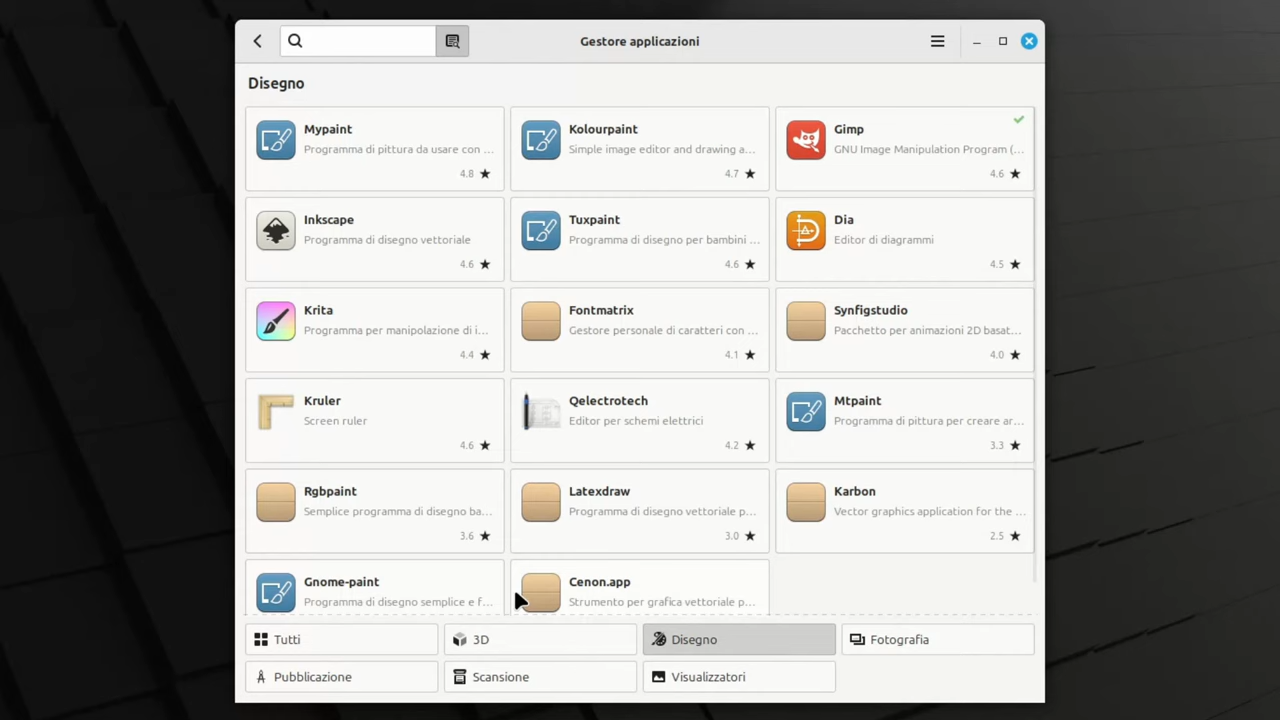 Gestore applicazioni
Disegno
Mypaint
Programma di pittura da usare con ...
4.8
Kolourpaint
Simple image editor and drawing a...
4.7
Gimp
GNU Image Manipulation Program (...
4.6
Inkscape
Programma di disegno vettoriale
4.6
Tuxpaint
Programma di disegno per bambini ...
4.6
Dia
Editor di diagrammi
4.5
Krita
Programma per manipolazione di i...
4.4
Fontmatrix
Gestore personale di caratteri con ...
4.1
Synfigstudio
Pacchetto per animazioni 2D basat...
4.0
Kruler
Screen ruler
4.6
Qelectrotech
Editor per schemi elettrici
4.2
Mtpaint
Programma di pittura per creare ar...
3.3
Rgbpaint
Semplice programma di disegno ba...
3.6
Latexdraw
Programma di disegno vettoriale p...
3.0
Karbon
Vector graphics application for the ...
2.5
Gnome-paint
Programma di disegno semplice e f...
Cenon.app
Strumento per grafica vettoriale p...
Tutti
3D
Disegno
Fotografia
Pubblicazione
Scansione
Visualizzatori